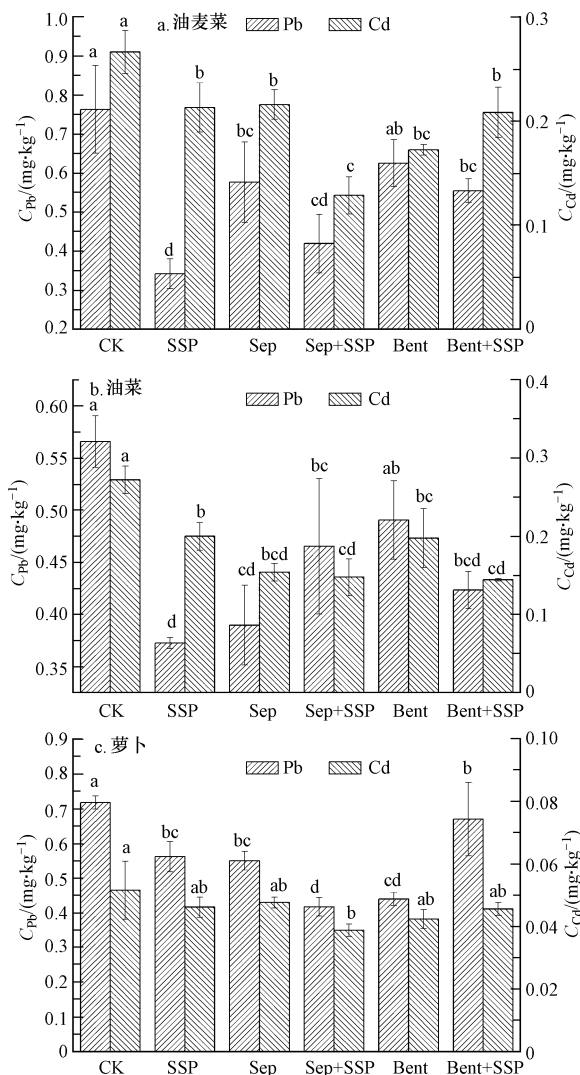 a. 油麦菜
Pb Cd
C_Pb/(mg·kg⁻¹)
1.0
0.9
0.8
0.7
0.6
0.5
0.4
0.3
0.2
a a d b bc b cd c ab bc bc b
0.3
0.2
0.1
0
C_Cd/(mg·kg⁻¹)
CK SSP Sep Sep+SSP Bent Bent+SSP
b. 油菜
Pb Cd
C_Pb/(mg·kg⁻¹)
0.60
0.55
0.50
0.45
0.40
0.35
a a d b cd bcd bc cd ab bc bcd cd
0.4
0.3
0.2
0.1
0
C_Cd/(mg·kg⁻¹)
CK SSP Sep Sep+SSP Bent Bent+SSP
c. 萝卜
Pb Cd
C_Pb/(mg·kg⁻¹)
0.9
0.8
0.7
0.6
0.5
0.4
0.3
0.2
0.1
0
a a bc ab bc ab d b cd ab b ab
0.10
0.08
0.06
0.04
0.02
0
C_Cd/(mg·kg⁻¹)
CK SSP Sep Sep+SSP Bent Bent+SSP